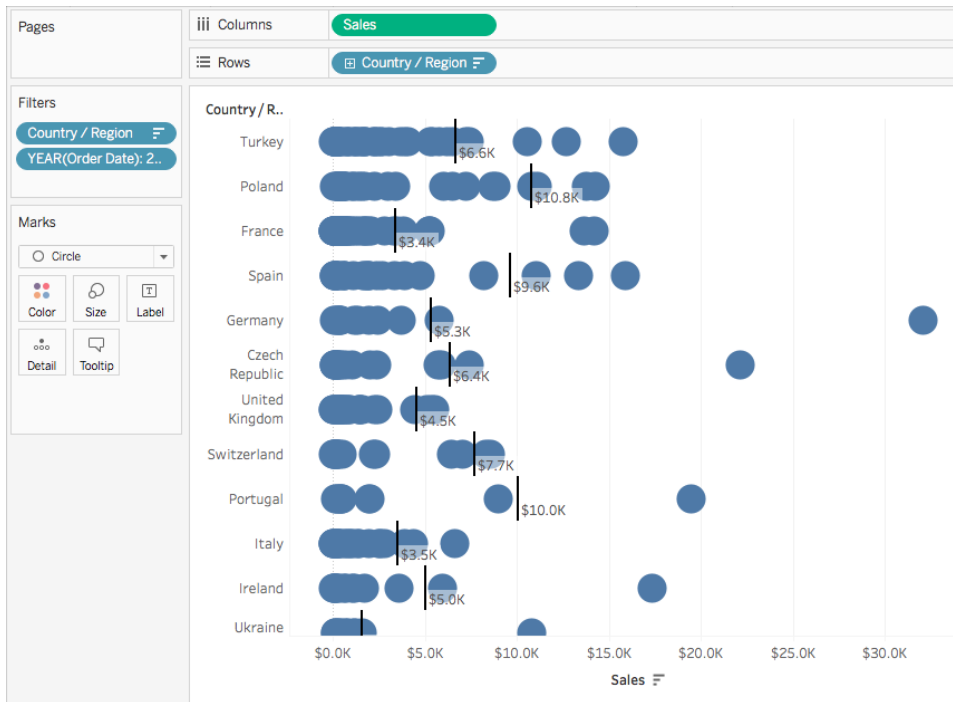 Pages
Columns
Sales
Rows
Country / Region
Filters
Country / Region
YEAR(Order Date): 2..
Marks
Circle
Color
Size
Label
Detail
Tooltip
Country / R..
Turkey
$6.6K
Poland
$10.8K
France
$3.4K
Spain
$9.6K
Germany
$5.3K
Czech
Republic
$6.4K
United
Kingdom
$4.5K
Switzerland
$7.7K
Portugal
$10.0K
Italy
$3.5K
Ireland
$5.0K
Ukraine
$0.0K $5.0K $10.0K $15.0K $20.0K $25.0K $30.0K
Sales